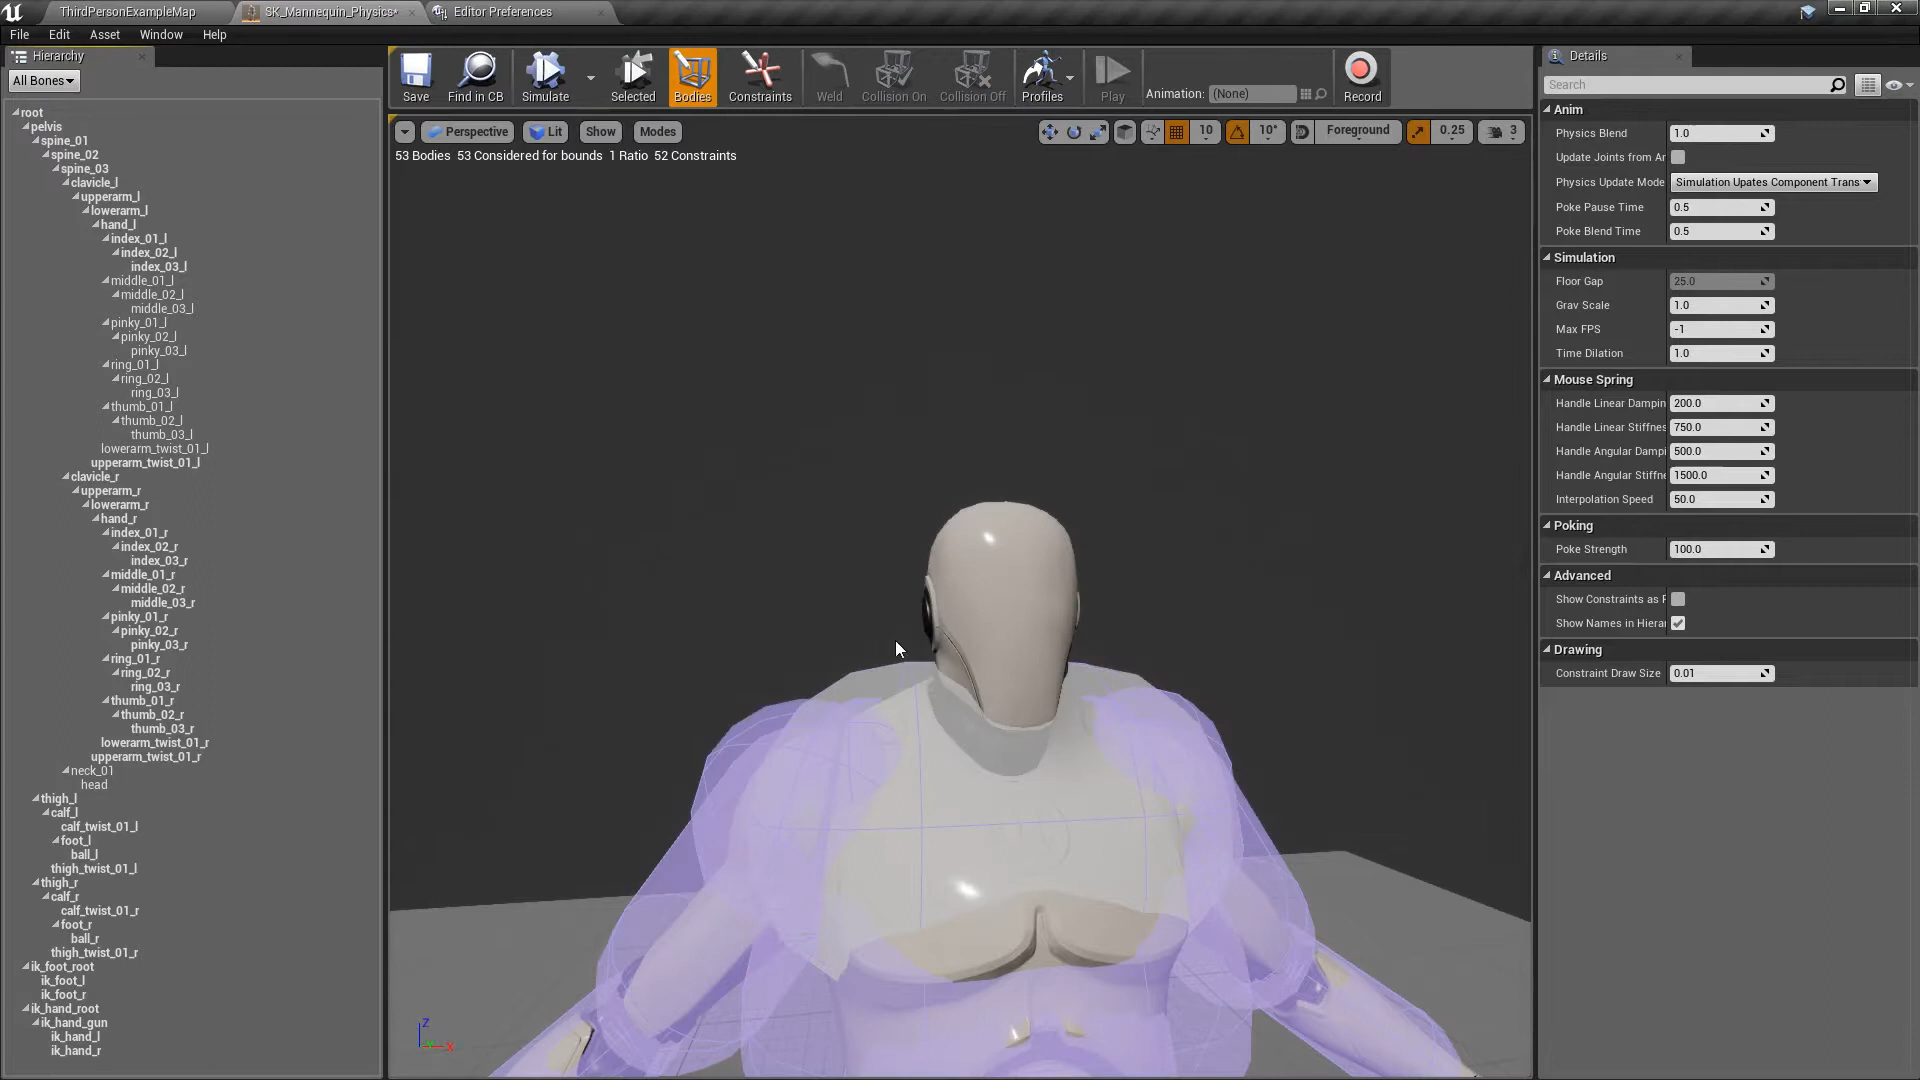 ThirdPersonExampleMap
SK_Mannequin_Physics*
Editor Preferences
File Edit Asset Window Help
Hierarchy
All Bones
root
pelvis
spine_01
spine_02
spine_03
clavicle_l
upperarm_l
lowerarm_l
hand_l
index_01_l
index_02_l
index_03_l
middle_01_l
middle_02_l
middle_03_l
pinky_01_l
pinky_02_l
pinky_03_l
ring_01_l
ring_02_l
ring_03_l
thumb_01_l
thumb_02_l
thumb_03_l
lowerarm_twist_01_l
upperarm_twist_01_l
clavicle_r
upperarm_r
lowerarm_r
hand_r
index_01_r
index_02_r
index_03_r
middle_01_r
middle_02_r
middle_03_r
pinky_01_r
pinky_02_r
pinky_03_r
ring_01_r
ring_02_r
ring_03_r
thumb_01_r
thumb_02_r
thumb_03_r
lowerarm_twist_01_r
upperarm_twist_01_r
neck_01
head
thigh_l
calf_l
calf_twist_01_l
foot_l
ball_l
thigh_twist_01_l
thigh_r
calf_r
calf_twist_01_r
foot_r
ball_r
thigh_twist_01_r
ik_foot_root
ik_foot_l
ik_foot_r
ik_hand_root
ik_hand_gun
ik_hand_l
ik_hand_r
Save Find in CB Simulate Selected Bodies Constraints Weld Collision On Collision Off Profiles Play Animation: (None) Record
Perspective Lit Show Modes 10 10° Foreground 0.25 3
53 Bodies 53 Considered for bounds 1 Ratio 52 Constraints
Z
X
Details
Search
Anim
Physics Blend 1.0
Update Joints from Ar
Physics Update Mode Simulation Upates Component Trans
Poke Pause Time 0.5
Poke Blend Time 0.5
Simulation
Floor Gap 25.0
Grav Scale 1.0
Max FPS -1
Time Dilation 1.0
Mouse Spring
Handle Linear Dampin 200.0
Handle Linear Stiffnes 750.0
Handle Angular Dampi 500.0
Handle Angular Stiffne 1500.0
Interpolation Speed 50.0
Poking
Poke Strength 100.0
Advanced
Show Constraints as F
Show Names in Hierar
Drawing
Constraint Draw Size 0.01